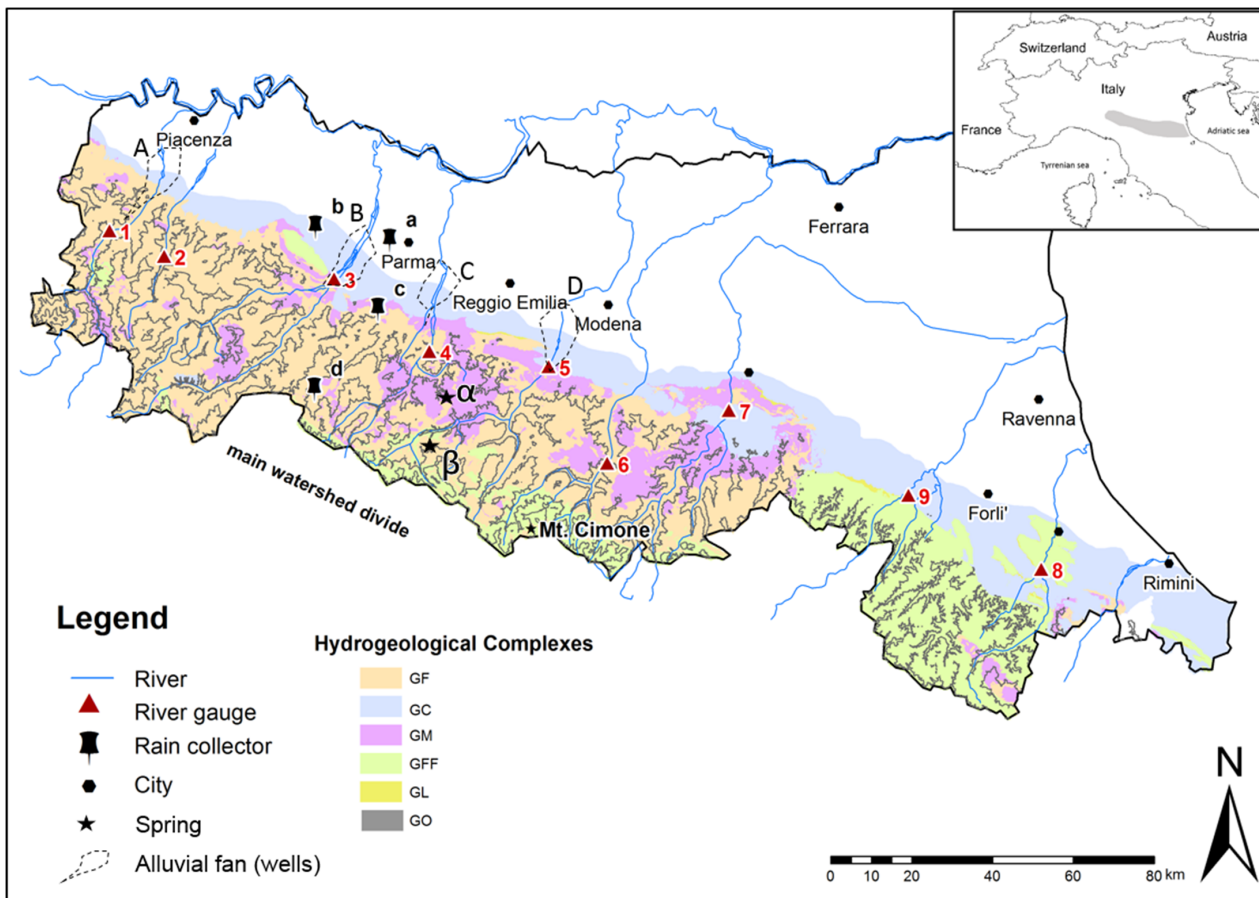 Switzerland
Austria
Italy
France
Adriatic sea
Tyrrenian sea
Piacenza
A
b
B
a
Parma
Ferrara
1
2
3
c
C
Reggio Emilia
D
Modena
4
5
d
α
7
Ravenna
β
6
main watershed divide
9
Forli'
Mt. Cimone
8
Rimini
Legend
Hydrogeological Complexes
River
River gauge
Rain collector
City
Spring
Alluvial fan (wells)
GF
GC
GM
GFF
GL
GO
N
0 10 20 40 60 80 km